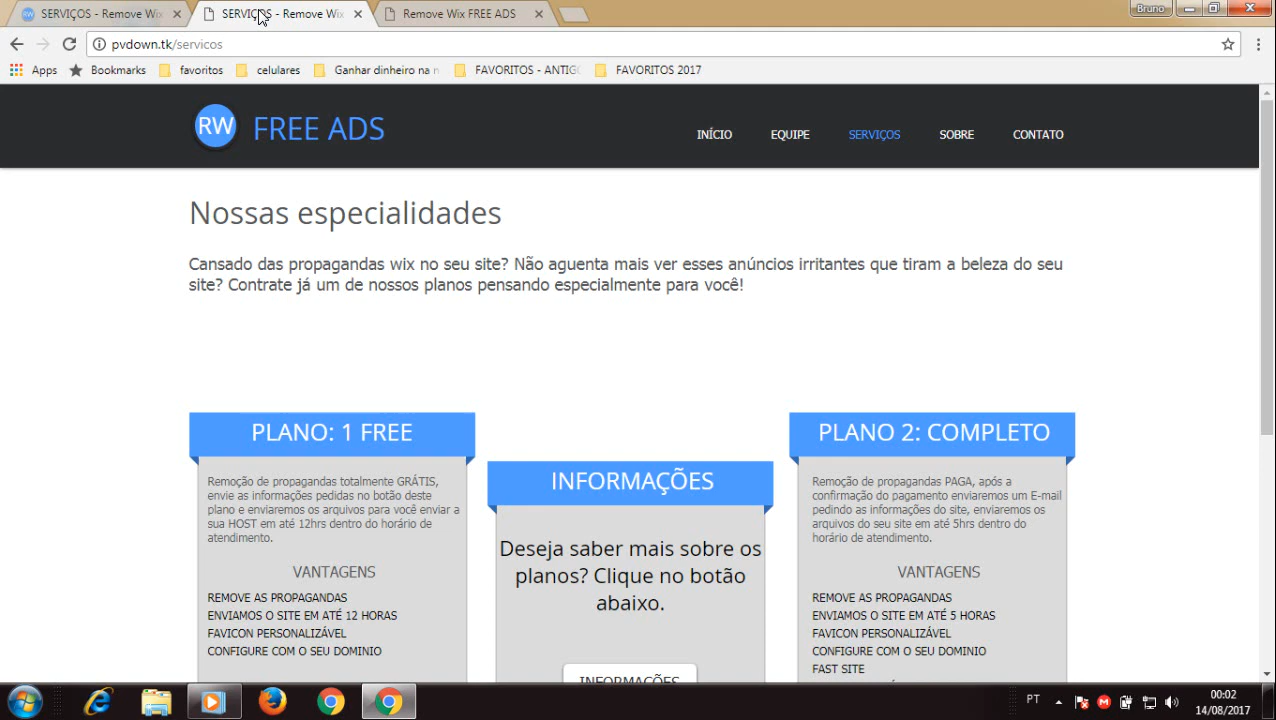 SERVIÇOS - Remove Wix
SERVIÇOS - Remove Wix
Remove Wix FREE ADS
Bruno
pvdown.tk/servicos
Apps
Bookmarks
favoritos
celulares
Ganhar dinheiro na n
FAVORITOS - ANTIG
FAVORITOS 2017
RW
FREE ADS
INÍCIO
EQUIPE
SERVIÇOS
SOBRE
CONTATO
Nossas especialidades
Cansado das propagandas wix no seu site? Não aguenta mais ver esses anúncios irritantes que tiram a beleza do seu
site? Contrate já um de nossos planos pensando especialmente para você!
PLANO: 1 FREE
Remoção de propagandas totalmente GRÁTIS,
envie as informações pedidas no botão deste
plano e enviaremos os arquivos para você enviar a
sua HOST em até 12hrs dentro do horário de
atendimento.
VANTAGENS
REMOVE AS PROPAGANDAS
ENVIAMOS O SITE EM ATÉ 12 HORAS
FAVICON PERSONALIZÁVEL
CONFIGURE COM O SEU DOMINIO
INFORMAÇÕES
Deseja saber mais sobre os
planos? Clique no botão
abaixo.
INFORMAÇÕES
PLANO 2: COMPLETO
Remoção de propagandas PAGA, após a
confirmação do pagamento enviaremos um E-mail
pedindo as informações do site, enviaremos os
arquivos do seu site em até 5hrs dentro do
horário de atendimento.
VANTAGENS
REMOVE AS PROPAGANDAS
ENVIAMOS O SITE EM ATÉ 5 HORAS
FAVICON PERSONALIZÁVEL
CONFIGURE COM O SEU DOMINIO
FAST SITE
PT
00:02
14/08/2017